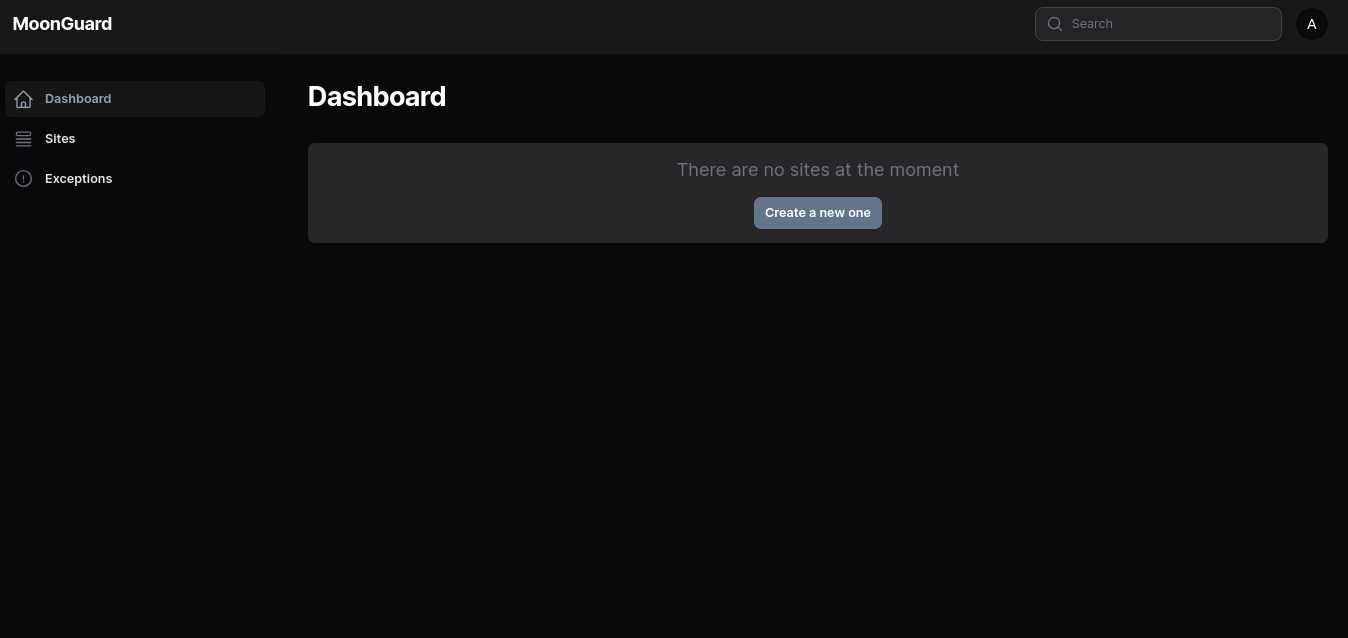 MoonGuard
Search
A
Dashboard
Sites
Exceptions
Dashboard
There are no sites at the moment
Create a new one